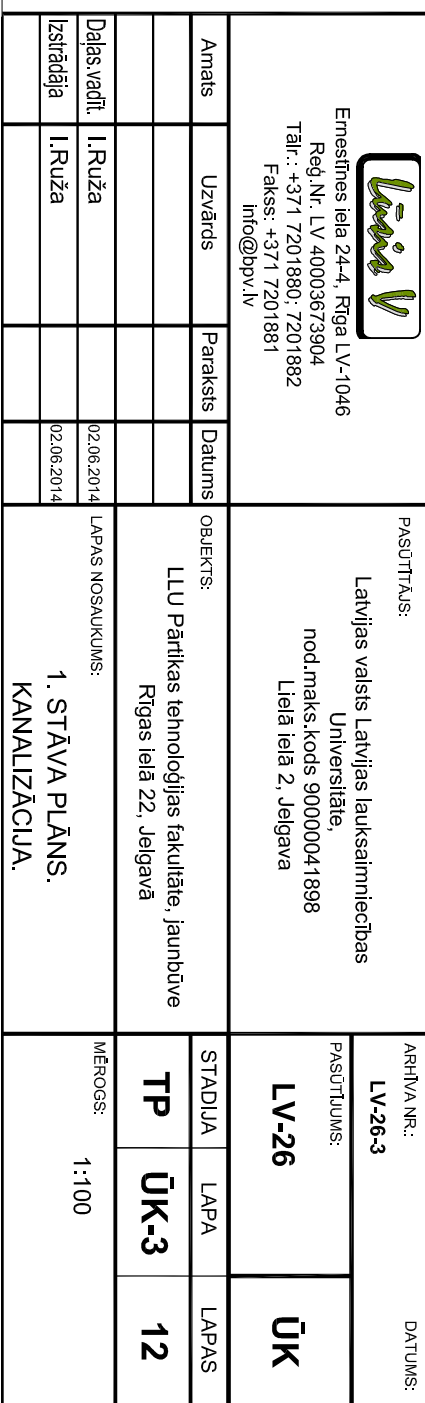 Līnis V
Ernestīnes iela 24-4, Rīga LV-1046
Reģ.Nr. LV 40003673904
Tālr.: +371 7201880; 7201882
Fakss: +371 7201881
info@bpv.lv
Amats Uzvārds Paraksts Datums
Daļas.vadīt. I.Ruža 02.06.2014
Izstrādāja I.Ruža 02.06.2014
PASŪTĪTĀJS:
Latvijas valsts Latvijas lauksaimniecības
Universitāte,
nod.maks.kods 90000041898
Lielā ielā 2, Jelgava
OBJEKTS:
LLU Pārtikas tehnoloģijas fakultāte, jaunbūve
Rīgas ielā 22, Jelgavā
LAPAS NOSAUKUMS:
1. STĀVA PLĀNS.
KANALIZĀCIJA.
ARHĪVA NR.: DATUMS:
LV-26-3
PASŪTĪJUMS:
LV-26 ŪK
STADIJA LAPA LAPAS
TP ŪK-3 12
MĒROGS:
1:100